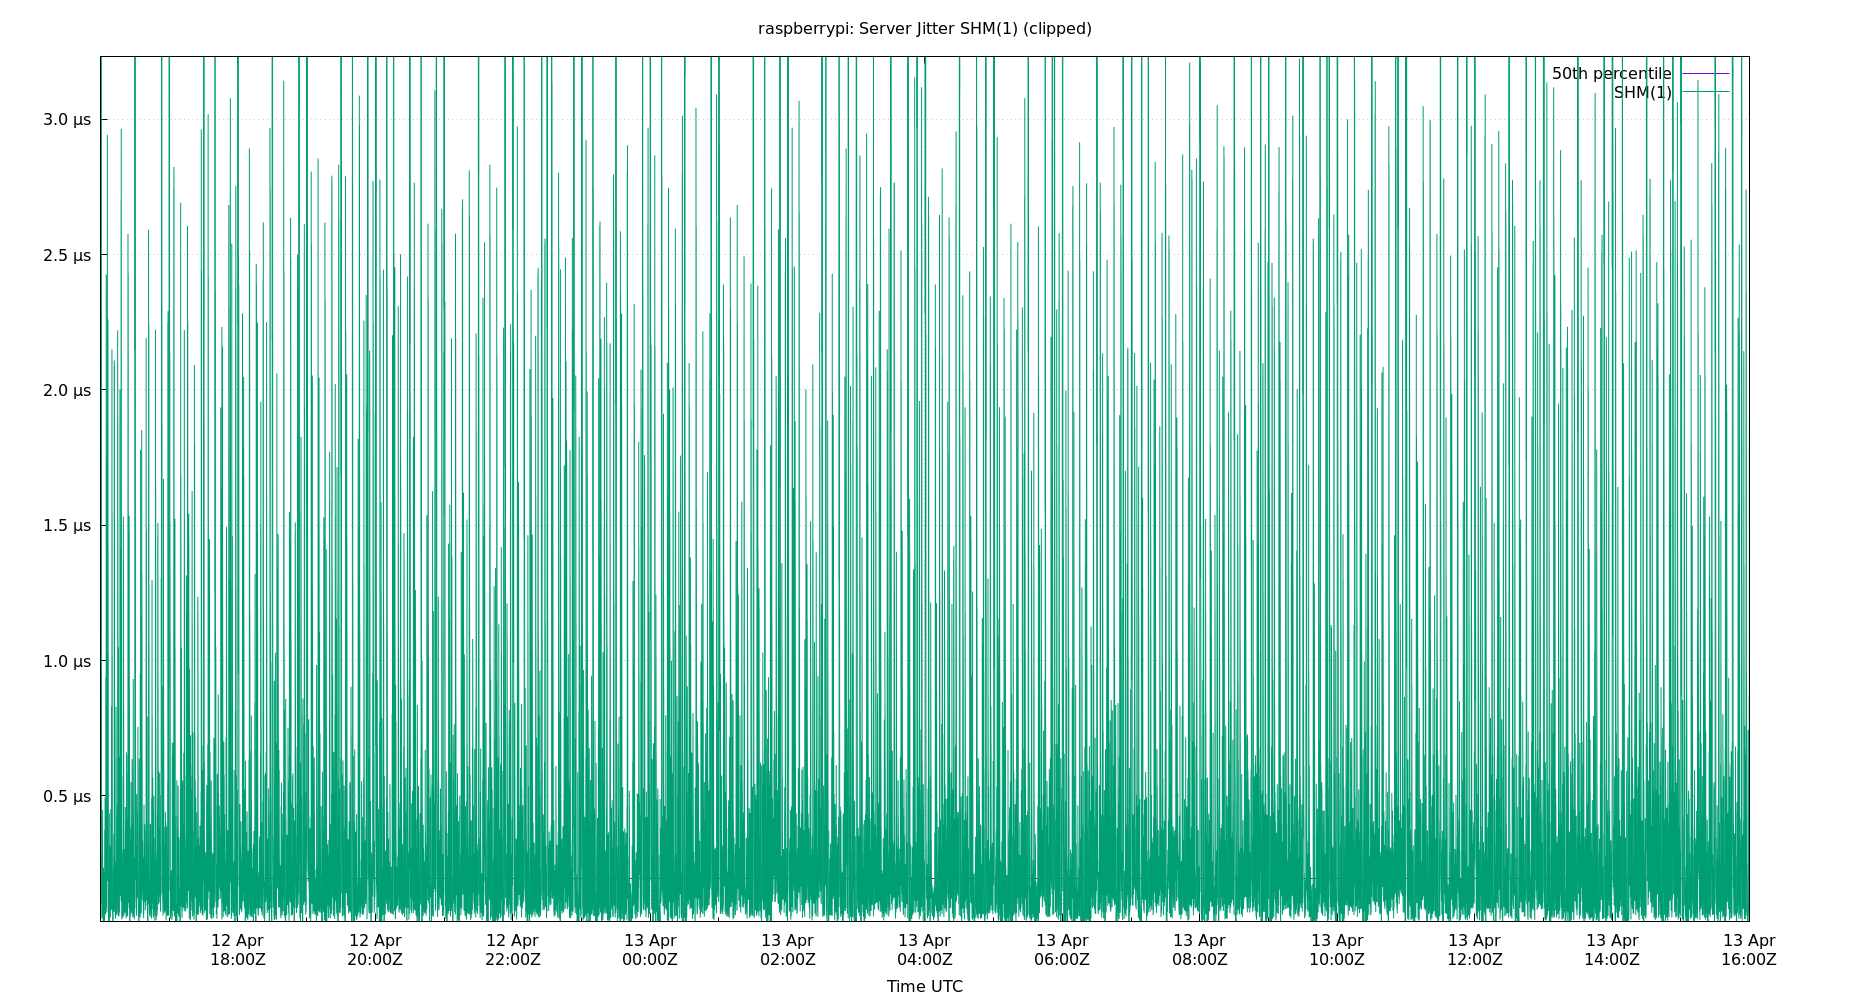 raspberrypi: Server Jitter SHM(1) (clipped)
50th percentile
SHM(1)
3.0 µs
2.5 µs
2.0 µs
1.5 µs
1.0 µs
0.5 µs
12 Apr 12 Apr 12 Apr 13 Apr 13 Apr 13 Apr 13 Apr 13 Apr 13 Apr 13 Apr 13 Apr 13 Apr
18:00Z 20:00Z 22:00Z 00:00Z 02:00Z 04:00Z 06:00Z 08:00Z 10:00Z 12:00Z 14:00Z 16:00Z
Time UTC